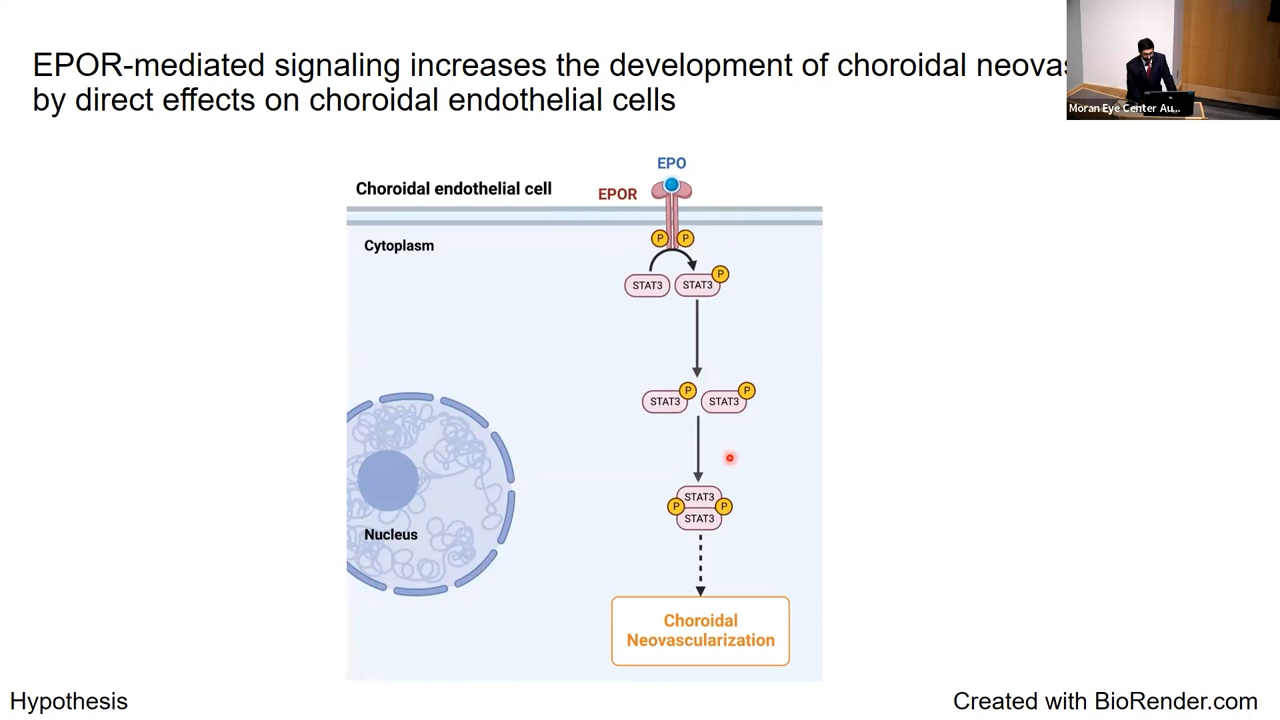 EPOR-mediated signaling increases the development of choroidal
by direct effects on choroidal endothelial cells
Moran Eye Center Au...
EPO
Choroidal endothelial cell
EPOR
Cytoplasm
P P
P
STAT3 STAT3
P P
STAT3 STAT3
STAT3
P P
STAT3
Nucleus
Choroidal
Neovascularization
Hypothesis
Created with BioRender.com